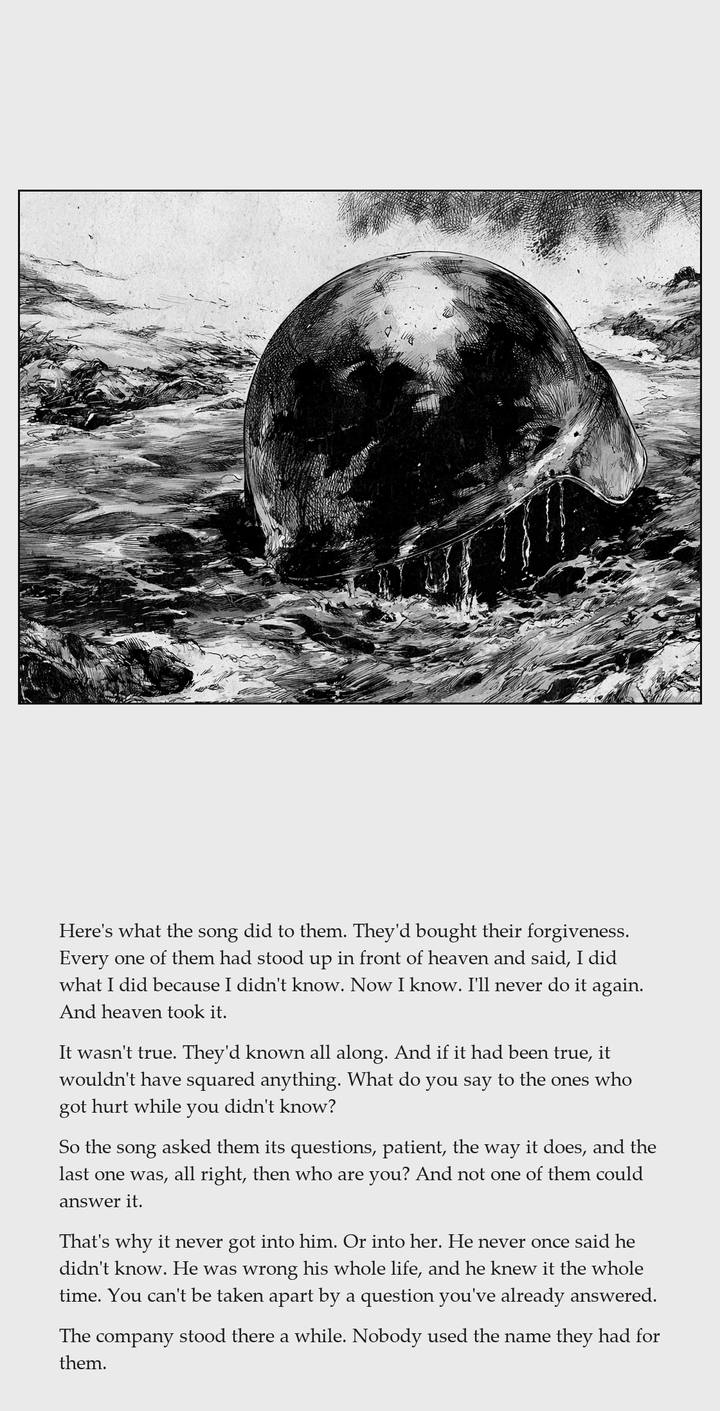 Here's what the song did to them. They'd bought their forgiveness.
Every one of them had stood up in front of heaven and said, I did
what I did because I didn't know. Now I know. I'll never do it again.
And heaven took it.
It wasn't true. They'd known all along. And if it had been true, it
wouldn't have squared anything. What do you say to the ones who
got hurt while you didn't know?
So the song asked them its questions, patient, the way it does, and the
last one was, all right, then who are you? And not one of them could
answer it.
That's why it never got into him. Or into her. He never once said he
didn't know. He was wrong his whole life, and he knew it the whole
time. You can't be taken apart by a question you've already answered.
The company stood there a while. Nobody used the name they had for
them.